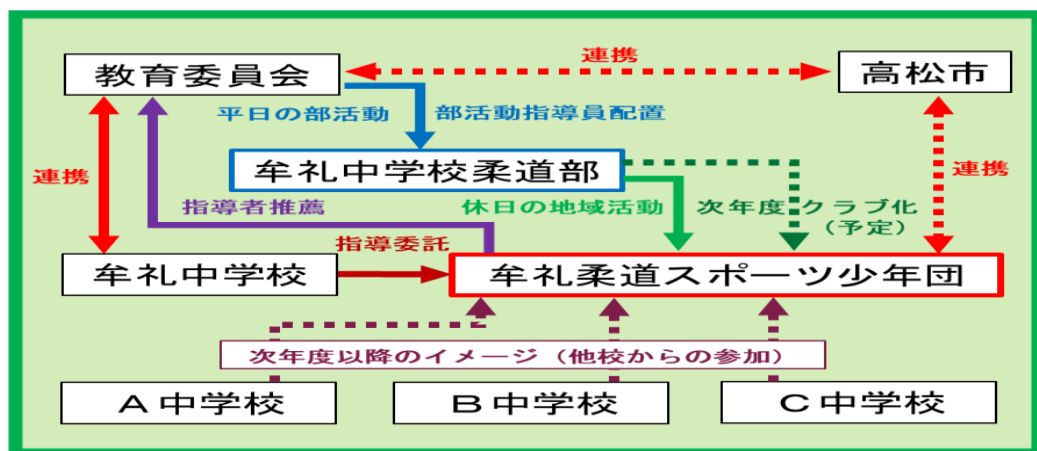 連携
教育委員会
高松市
平日の部活動
部活動指導員配置
連携
牟礼中学校柔道部
連携
指導者推薦
休日の地域活動
次年度 クラブ化
(予定)
指導委託
牟礼中学校
牟礼柔道スポーツ少年団
次年度以降のイメージ(他校からの参加)
A中学校
B中学校
C中学校